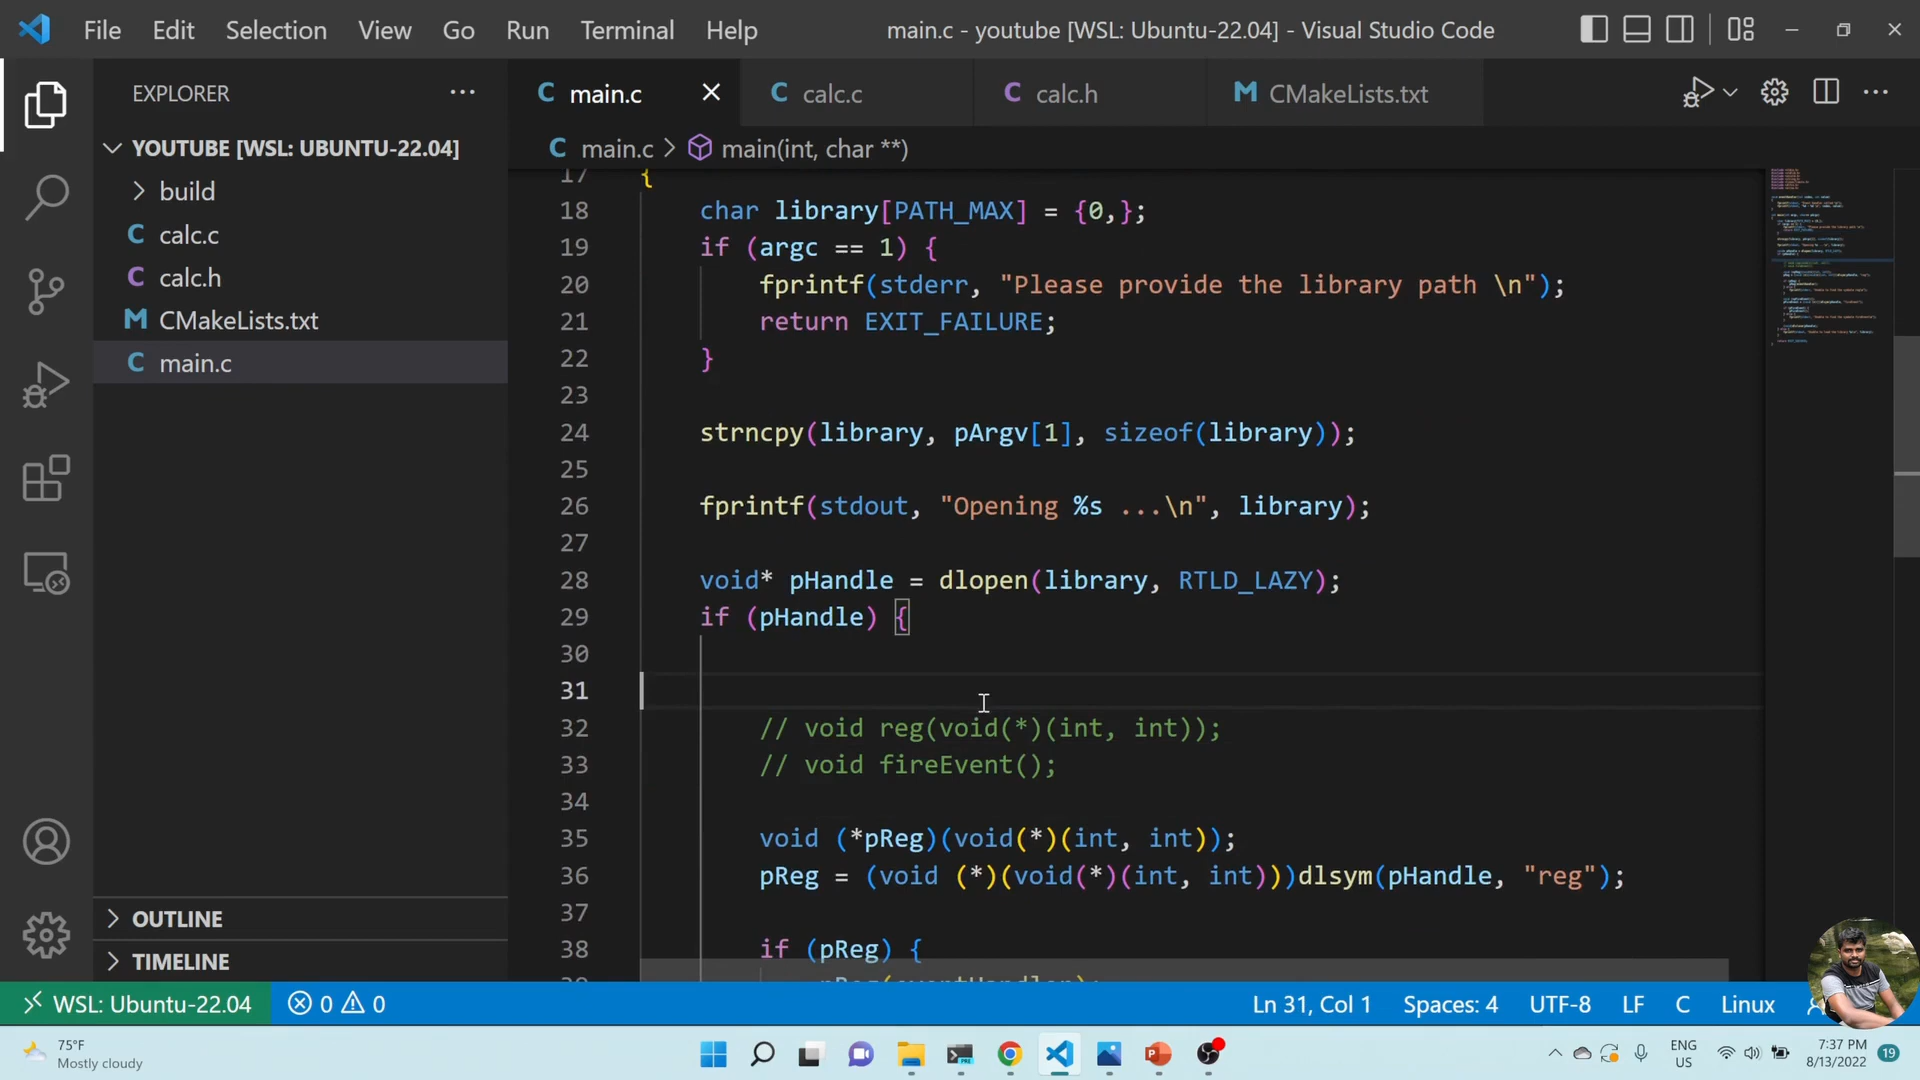 File Edit Selection View Go Run Terminal Help
main.c - youtube [WSL: Ubuntu-22.04] - Visual Studio Code
EXPLORER
YOUTUBE [WSL: UBUNTU-22.04]
build
calc.c
calc.h
CMakeLists.txt
main.c
OUTLINE
TIMELINE
main.c calc.c calc.h CMakeLists.txt
main.c > main(int, char **)
17 {
18 char library[PATH_MAX] = {0,};
19 if (argc == 1) {
20 fprintf(stderr, "Please provide the library path \n");
21 return EXIT_FAILURE;
22 }
23
24 strncpy(library, pArgv[1], sizeof(library));
25
26 fprintf(stdout, "Opening %s ...\n", library);
27
28 void* pHandle = dlopen(library, RTLD_LAZY);
29 if (pHandle) {
30
31
32 // void reg(void(*)(int, int));
33 // void fireEvent();
34
35 void (*pReg)(void(*)(int, int));
36 pReg = (void (*)(void(*)(int, int)))dlsym(pHandle, "reg");
37
38 if (pReg) {
WSL: Ubuntu-22.04 0 0 Ln 31, Col 1 Spaces: 4 UTF-8 LF C Linux
75°F
Mostly cloudy
ENG
US
7:37 PM
8/13/2022
19